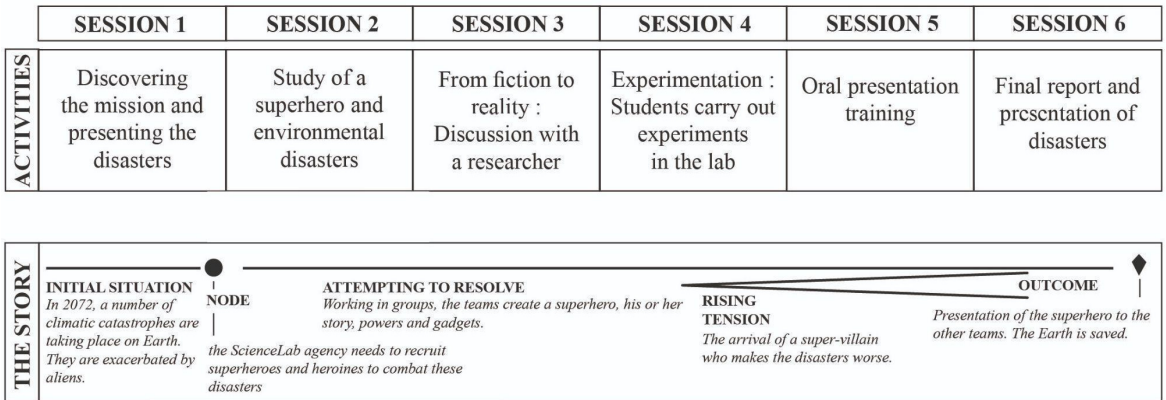 SESSION 1
SESSION 2
SESSION 3
SESSION 4
SESSION 5
SESSION 6
ACTIVITIES
Discovering
the mission and
presenting the
disasters
Study of a
superhero and
environmental
disasters
From fiction to
reality :
Discussion with
a researcher
Experimentation :
Students carry out
experiments
in the lab
Oral presentation
training
Final report and
presentation of
disasters
THE STORY
INITIAL SITUATION
In 2072, a number of
climatic catastrophes are
taking place on Earth.
They are exacerbated by
aliens.
NODE
the ScienceLab agency needs to recruit
superheroes and heroines to combat these
disasters
ATTEMPTING TO RESOLVE
Working in groups, the teams create a superhero, his or her
story, powers and gadgets.
RISING
TENSION
The arrival of a super-villain
who makes the disasters worse.
OUTCOME
Presentation of the superhero to the
other teams. The Earth is saved.